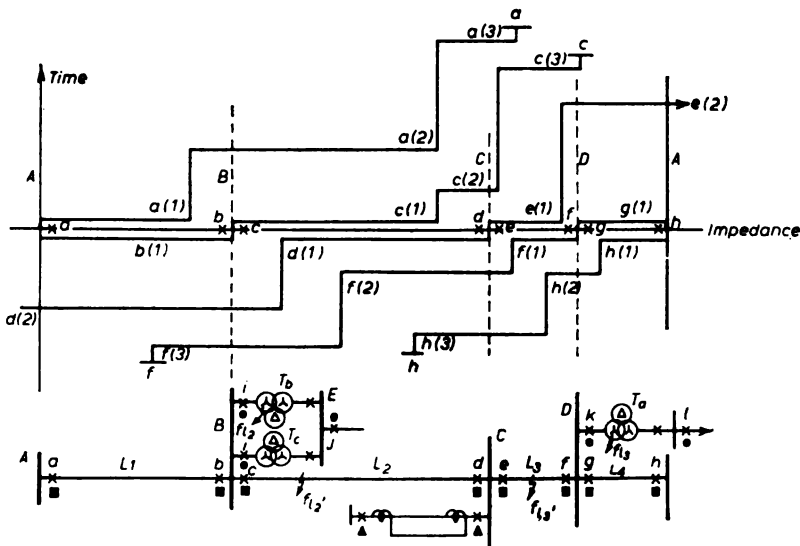 a
a(3)
c
c(3)
Time
e(2)
a(2)
A
B
C
D
A
c(2)
a(1)
c(1)
e(1)
g(1)
a
b
c
d
e
f
g
h
Impedance
b(1)
d(1)
f(1)
h(1)
f(2)
h(2)
d(2)
f(3)
h(3)
f
h
i
Tb
E
fl2
B
Tc
J
i
D
k
Ta
l
fl3
C
A
a
L1
b
c
L2
d
e
L3
f
g
L4
h
fl2'
fl3'